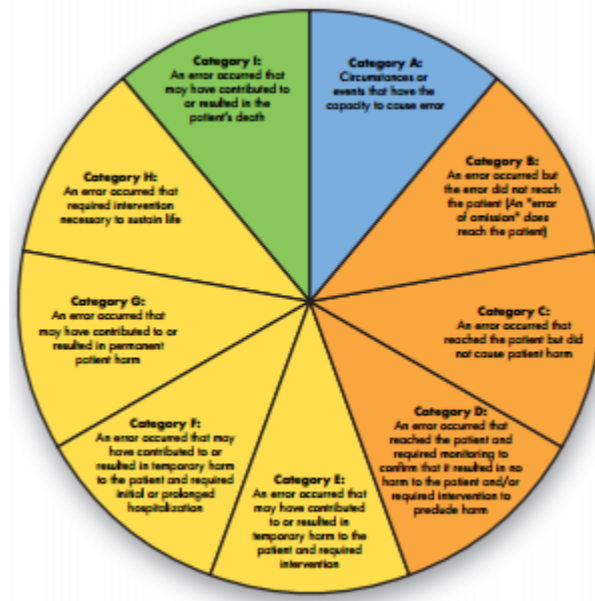 Category I:
An error occurred that
may have contributed to
or resulted in the
patient's death
Category A:
Circumstances or
events that have the
capacity to cause error
Category B:
An error occurred but
the error did not reach
the patient (An "error
of omission" does
reach the patient)
Category H:
An error occurred that
required intervention
necessary to sustain life
Category G:
An error occurred that
may have contributed to or
resulted in permanent
patient harm
Category C:
An error occurred that
reached the patient but did
not cause patient harm
Category F:
An error occurred that may
have contributed to or
resulted in temporary harm
to the patient and required
initial or prolonged
hospitalization
Category D:
An error occurred that
reached the patient and
required monitoring to
confirm that it resulted in no
harm to the patient and/or
required intervention to
preclude harm
Category E:
An error occurred that
may have contributed
to or resulted in
temporary harm to the
patient and required
intervention